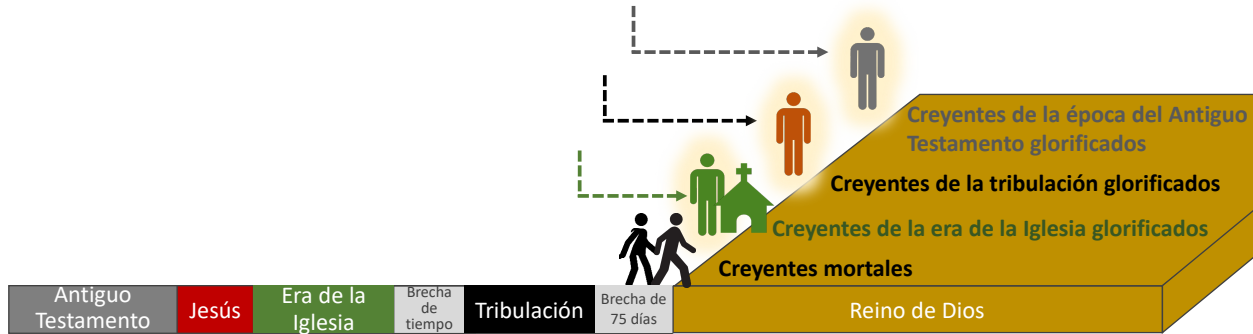 Creyentes de la época del Antiguo
Testamento glorificados
Creyentes de la tribulación glorificados
Creyentes de la era de la Iglesia glorificados
Creyentes mortales
Antiguo
Testamento
Jesús
Era de la
Iglesia
Brecha
de
tiempo
Tribulación
Brecha de
75 días
Reino de Dios